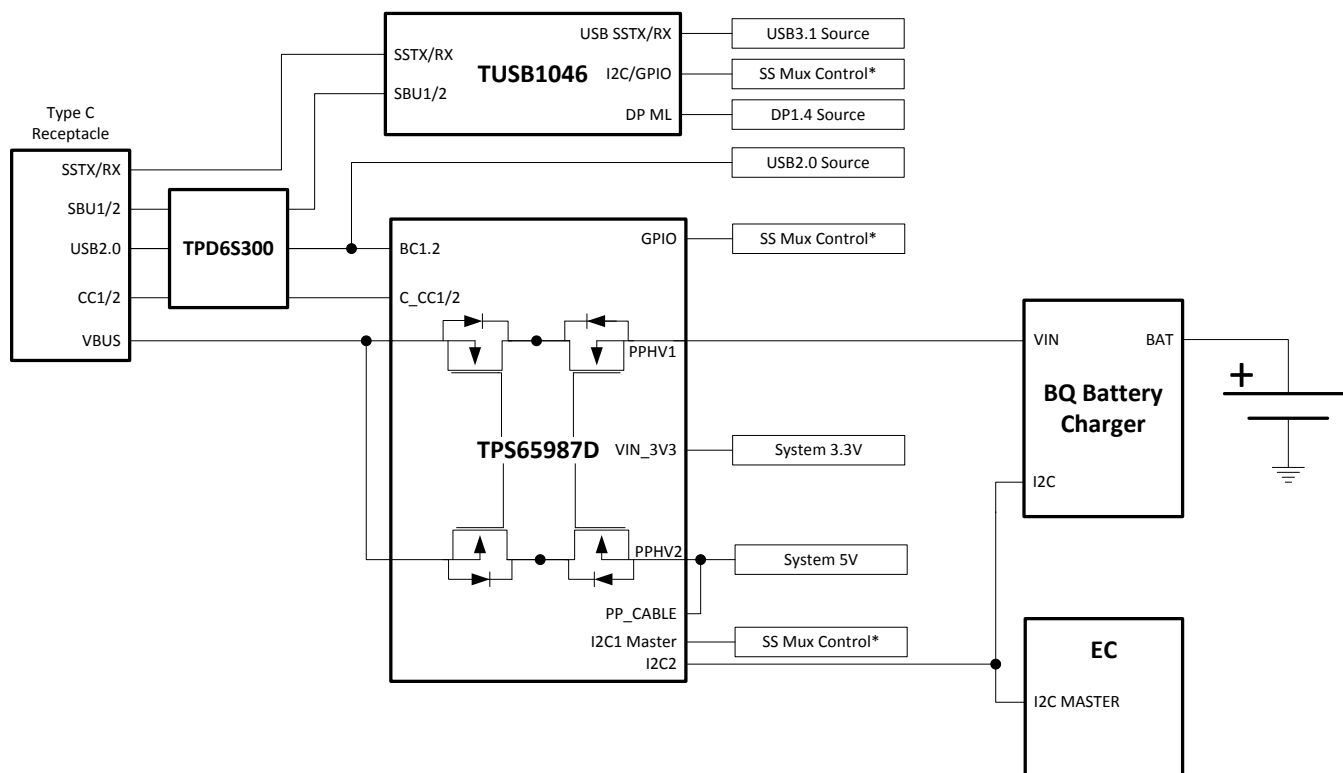 USB SSTX/RX
USB3.1 Source
SSTX/RX
TUSB1046
I2C/GPIO
SS Mux Control*
SBU1/2
DP ML
DP1.4 Source
Type C
Receptacle
SSTX/RX
USB2.0 Source
SBU1/2
USB2.0
TPD6S300
CC1/2
VBUS
BC1.2
GPIO
SS Mux Control*
C_CC1/2
PPHV1
TPS65987D
VIN_3V3
System 3.3V
PPHV2
System 5V
PP_CABLE
I2C1 Master
SS Mux Control*
I2C2
VIN
BAT
BQ Battery
Charger
I2C
+
EC
I2C MASTER